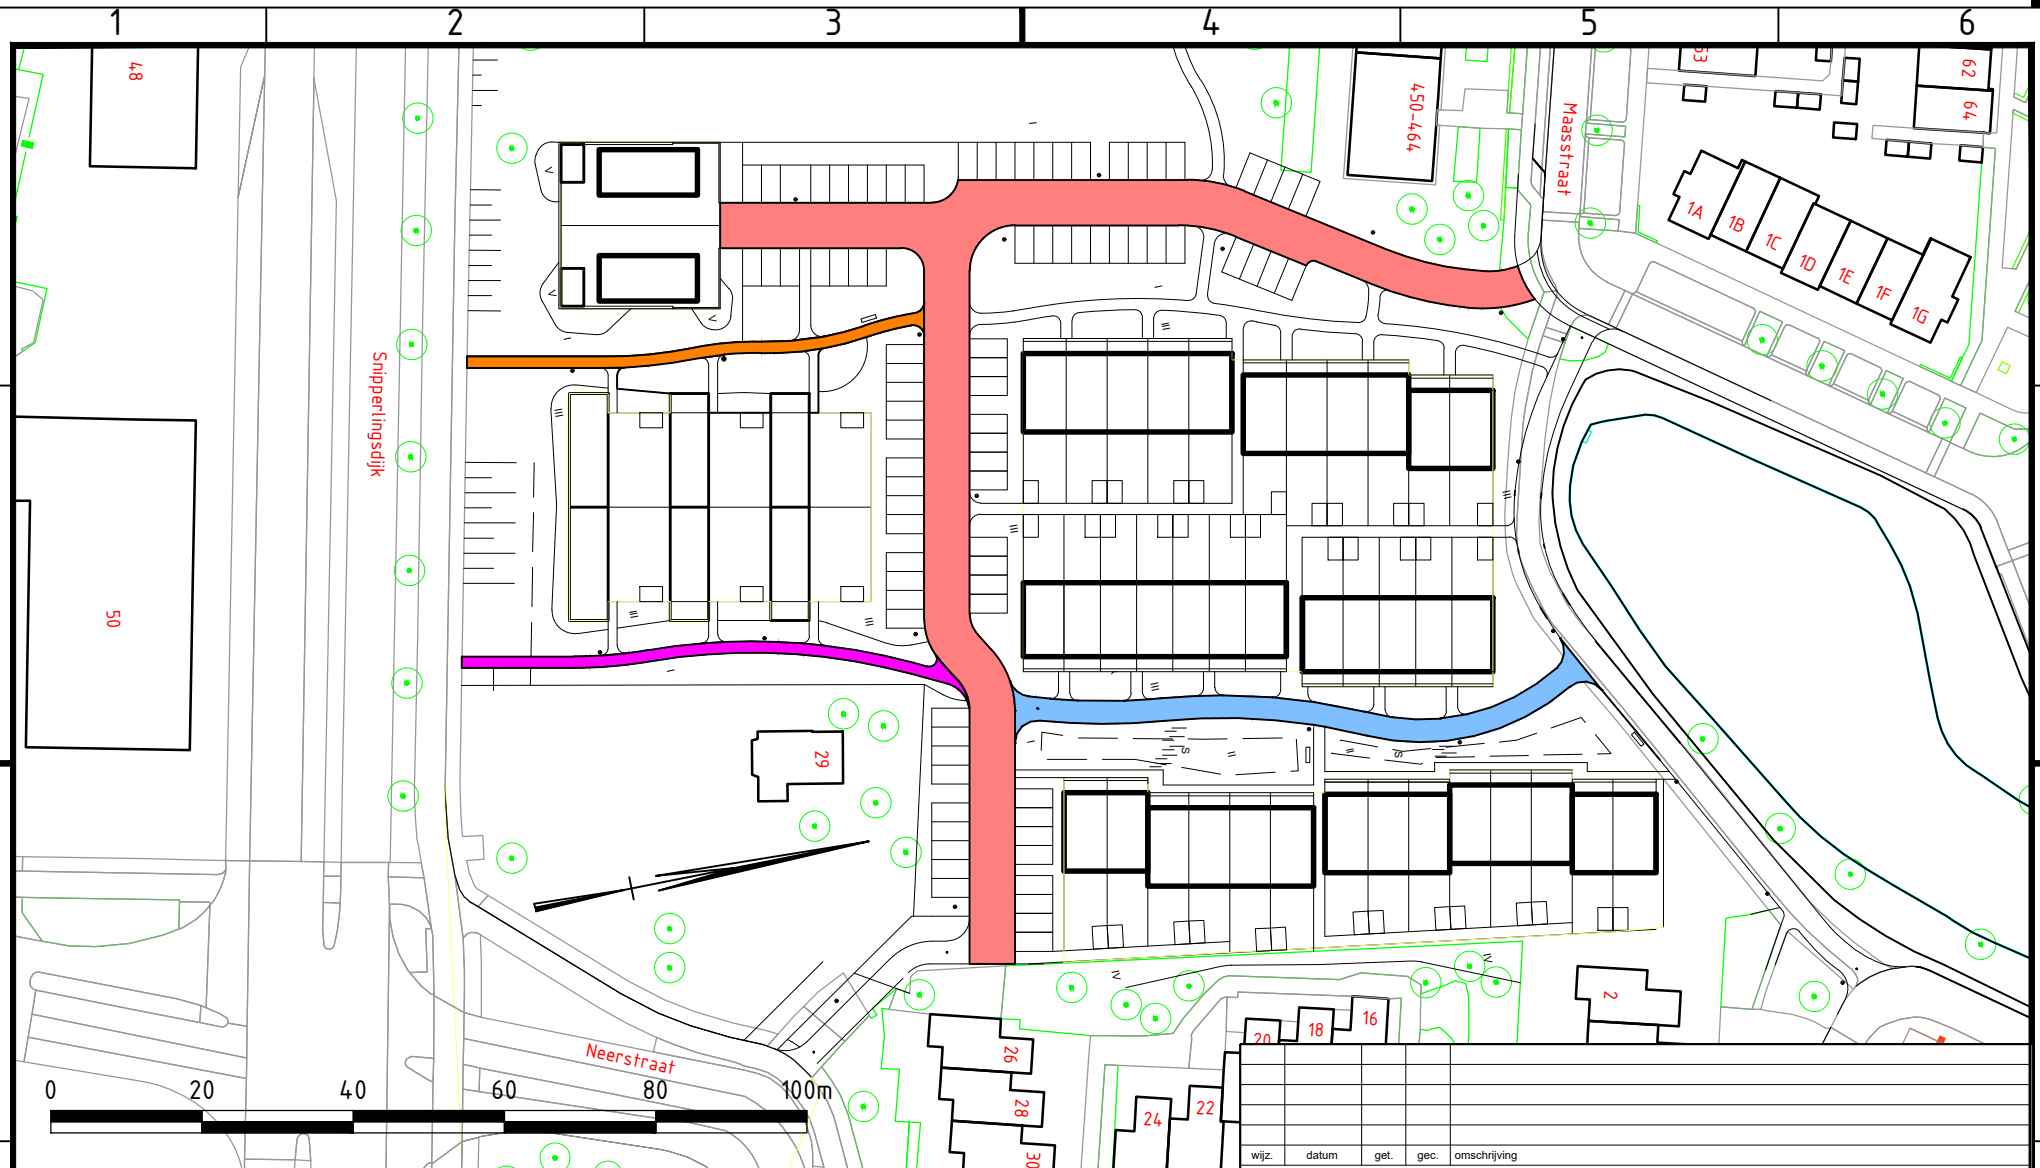 1 2 3 4 5 6
48
450-464
Maasstraat
53
62
64
1A
1B
1C
1D
1E
1F
1G
Snipperlingsdijk
50
29
2
16
18
20
26
28
30
22
24
Neerstraat
0 20 40 60 80 100m
wijz. datum get. gec. omschrijving